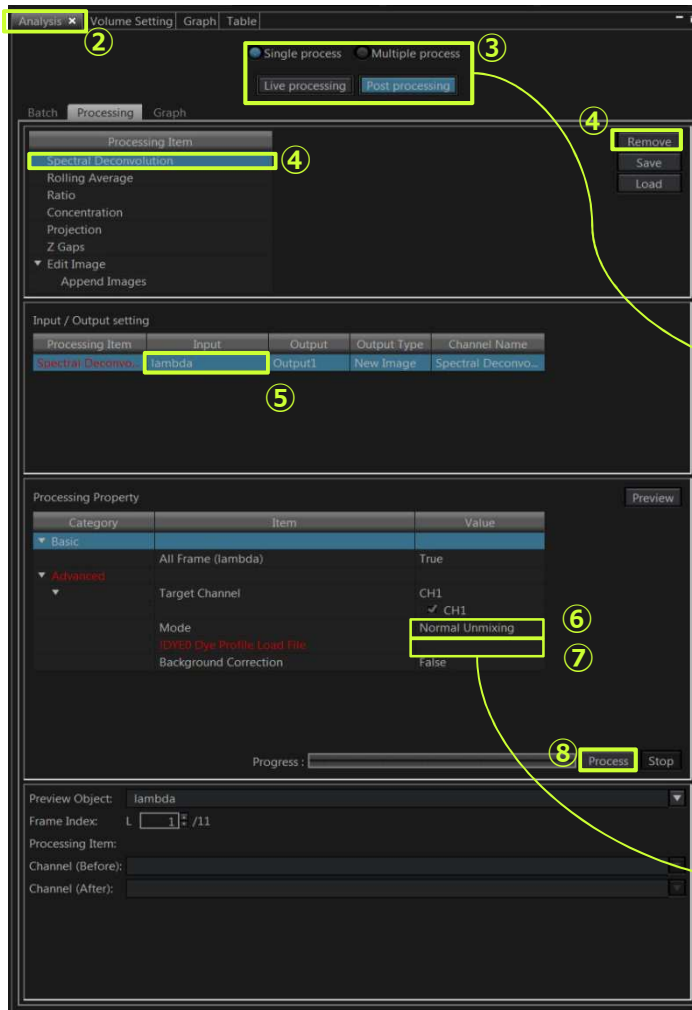 Analysis × Volume Setting Graph Table
②
Single process Multiple process ③
Live processing Post processing
Batch Processing Graph
④
Processing Item Remove
Spectral Deconvolution ④ Save
Rolling Average Load
Ratio
Concentration
Projection
Z Gaps
Edit Image
Append Images
Input / Output setting
Processing Item Input Output Output Type Channel Name
Spectral Deconvo... lambda Output1 New Image Spectral Deconvo...
⑤
Processing Property Preview
Category Item Value
Basic
All Frame (lambda) True
Advanced
Target Channel CH1
CH1
Mode Normal Unmixing ⑥
!DYE0 Dye Profile Load File ⑦
Background Correction False
Progress : ⑧ Process Stop
Preview Object: lambda
Frame Index: L 1 /11
Processing Item:
Channel (Before):
Channel (After):